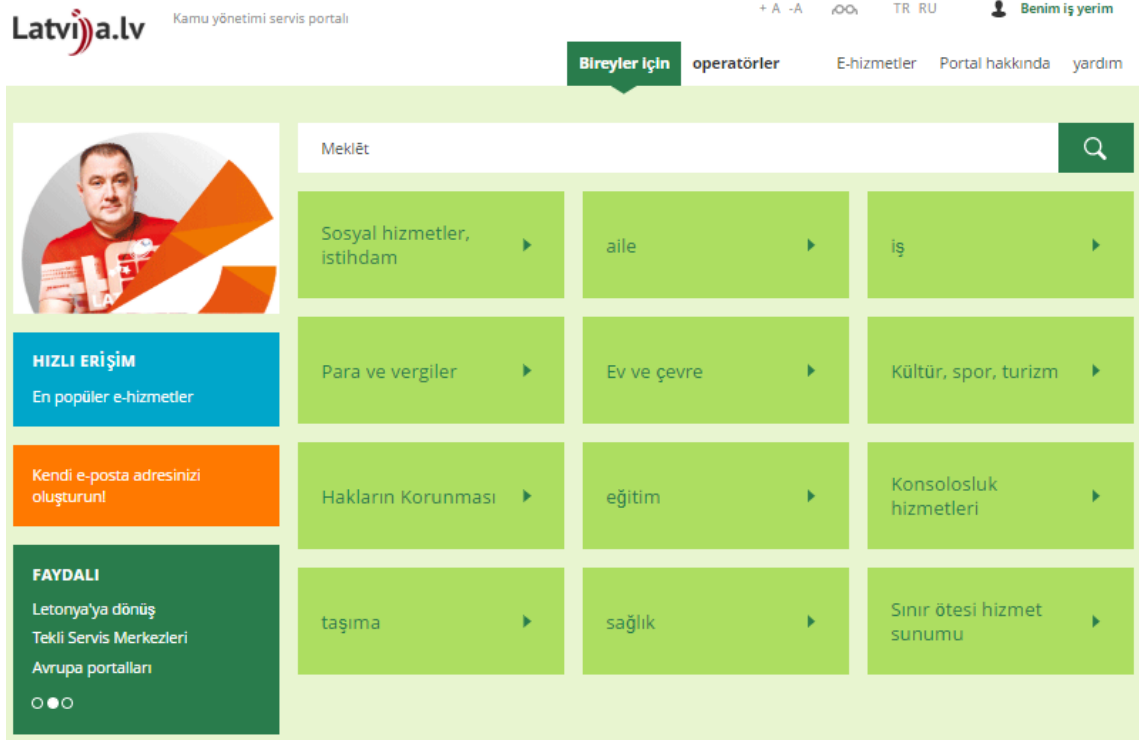 Latvija.lv
Kamu yönetimi servis portalı
+ A -A
TR RU
Benim iş yerim
Bireyler için
operatörler
E-hizmetler
Portal hakkında
yardım
Meklēt
Sosyal hizmetler,
istihdam
aile
iş
HIZLI ERİŞİM
En popüler e-hizmetler
Para ve vergiler
Ev ve çevre
Kültür, spor, turizm
Kendi e-posta adresinizi
oluşturun!
Hakların Korunması
eğitim
Konsolosluk
hizmetleri
FAYDALI
Letonya'ya dönüş
Tekli Servis Merkezleri
Avrupa portalları
taşıma
sağlık
Sınır ötesi hizmet
sunumu